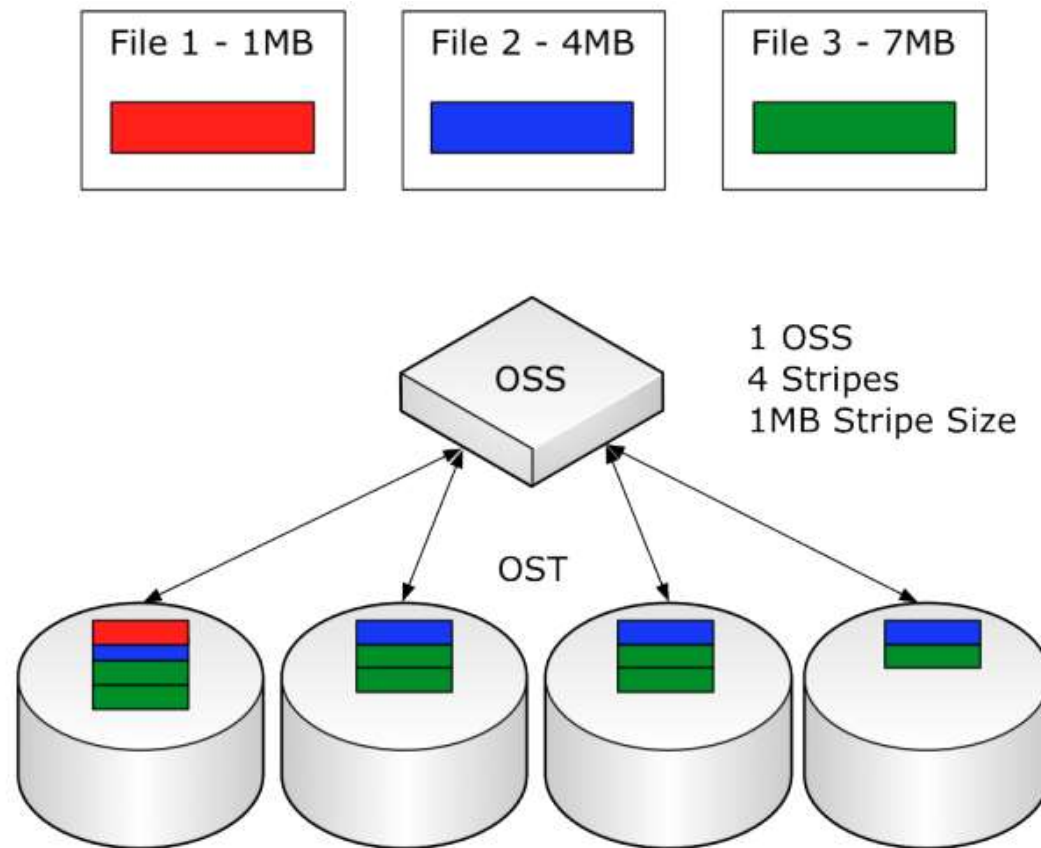 File 1 - 1MB
File 2 - 4MB
File 3 - 7MB
OSS
1 OSS
4 Stripes
1MB Stripe Size
OST